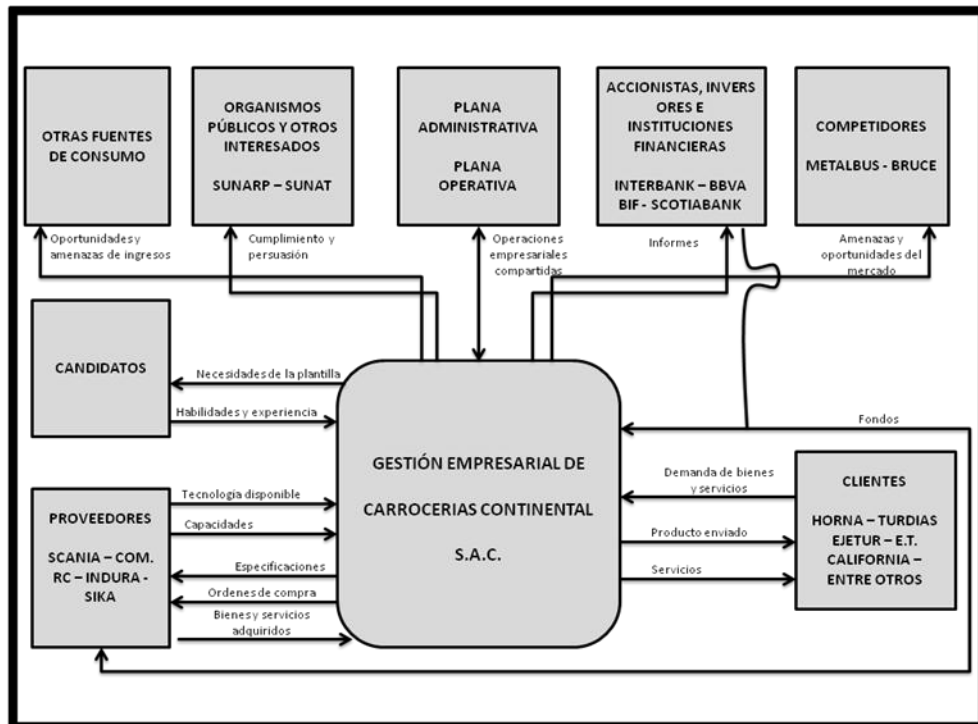 OTRAS FUENTES
DE CONSUMO
ORGANISMOS
PÚBLICOS Y OTROS
INTERESADOS
SUNARP – SUNAT
PLANA
ADMINISTRATIVA
PLANA
OPERATIVA
ACCIONISTAS, INVERS
ORES E
INSTITUCIONES
FINANCIERAS
INTERBANK – BBVA
BIF - SCOTIABANK
COMPETIDORES
METALBUS - BRUCE
Oportunidades y
amenazas de ingresos
Cumplimiento y
persuasión
Operaciones
empresariales
compartidas
Informes
Amenazas y
oportunidades del
mercado
CANDIDATOS
Necesidades de la plantilla
Habilidades y experiencia
GESTIÓN EMPRESARIAL DE
CARROCERIAS CONTINENTAL
S.A.C.
Fondos
Demanda de bienes
y servicios
Producto enviado
Servicios
CLIENTES
HORNA – TURDIAS
EJETUR – E.T.
CALIFORNIA –
ENTRE OTROS
PROVEEDORES
SCANIA – COM.
RC – INDURA -
SIKA
Tecnología disponible
Capacidades
Especificaciones
Ordenes de compra
Bienes y servicios
adquiridos